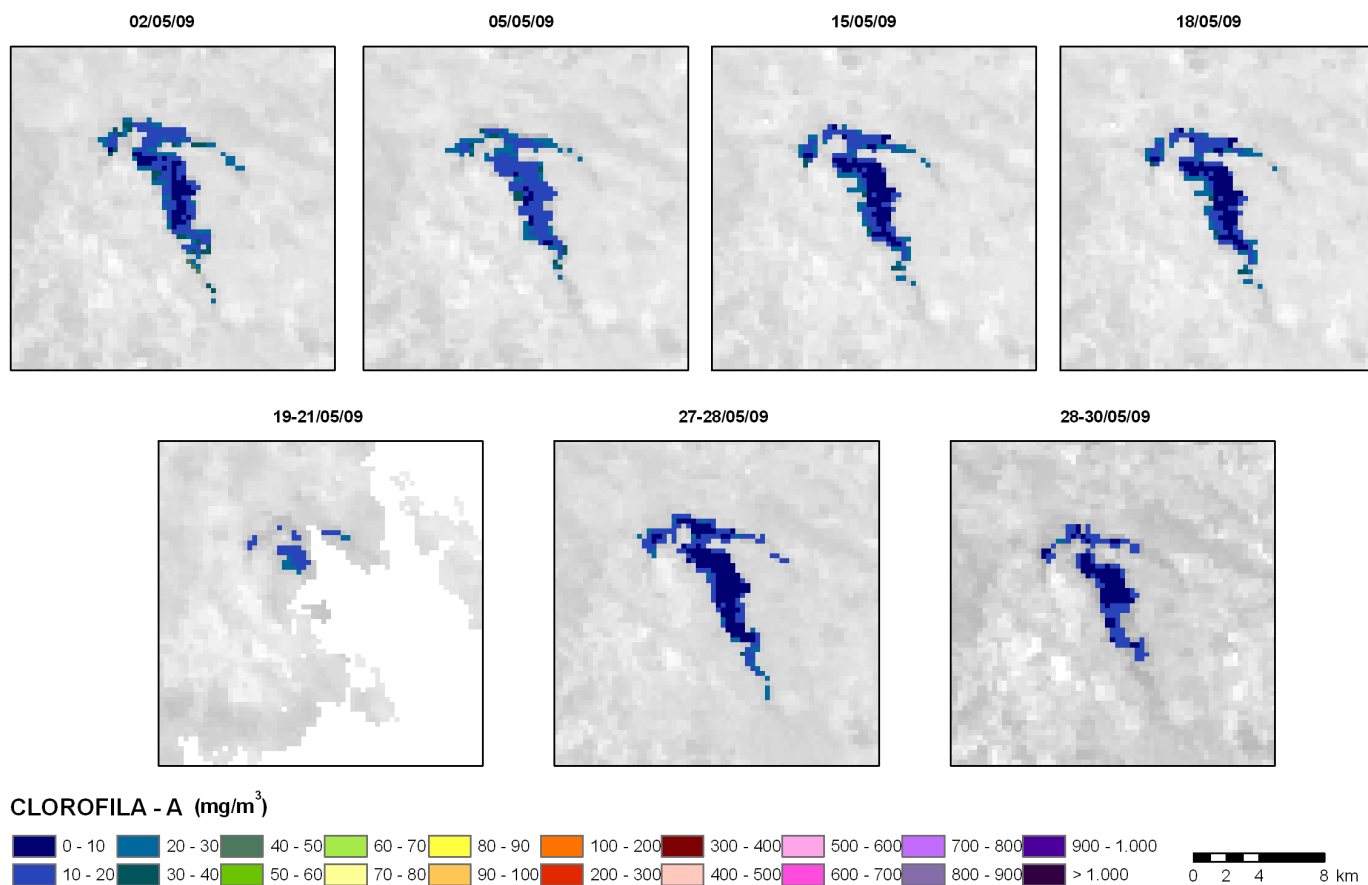 02/05/09 05/05/09 15/05/09 18/05/09
19-21/05/09 27-28/05/09 28-30/05/09
CLOROFILA - A (mg/m³)
0 - 10 20 - 30 40 - 50 60 - 70 80 - 90 100 - 200 300 - 400 500 - 600 700 - 800 900 - 1.000
10 - 20 30 - 40 50 - 60 70 - 80 90 - 100 200 - 300 400 - 500 600 - 700 800 - 900 > 1.000
0 2 4 8 km